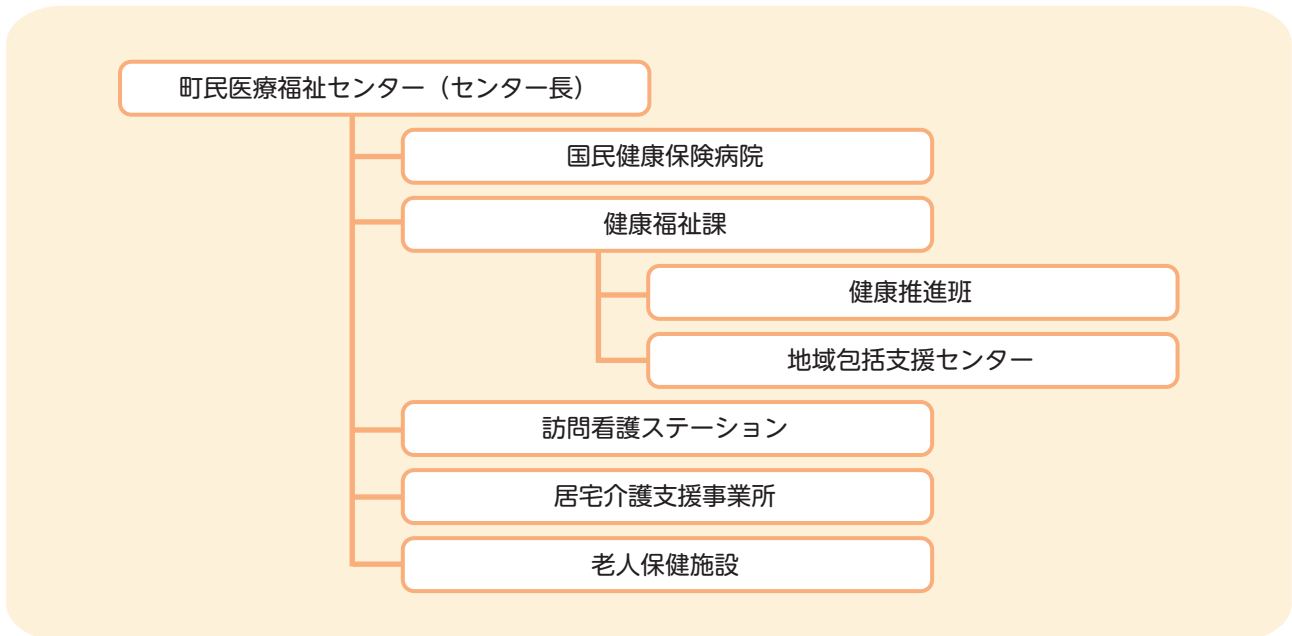 町民医療福祉センター（センター長）
国民健康保険病院
健康福祉課
健康推進班
地域包括支援センター
訪問看護ステーション
居宅介護支援事業所
老人保健施設